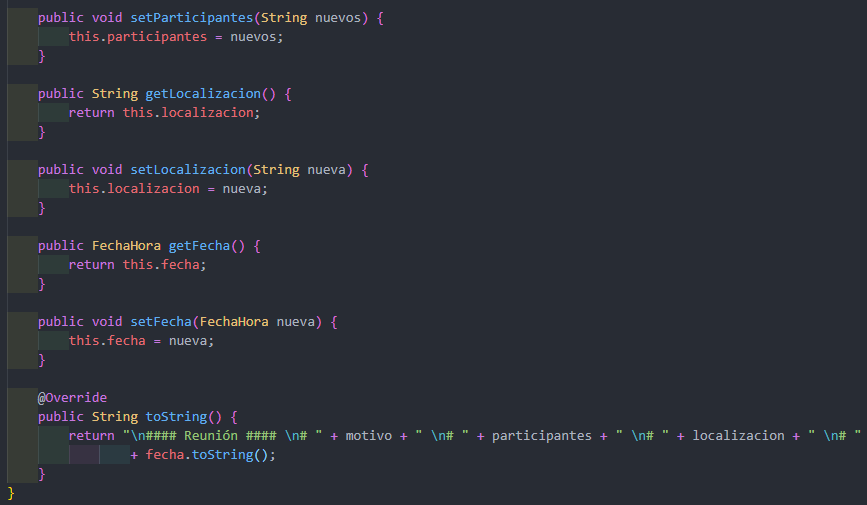 public void setParticipantes(String nuevos) {
this.participantes = nuevos;
}
public String getLocalizacion() {
return this.localizacion;
}
public void setLocalizacion(String nueva) {
this.localizacion = nueva;
}
public FechaHora getFecha() {
return this.fecha;
}
public void setFecha(FechaHora nueva) {
this.fecha = nueva;
}
@Override
public String toString() {
return "\n#### Reunión #### \n# " + motivo + " \n# " + participantes + " \n# " + localizacion + " \n# "
+ fecha.toString();
}
}